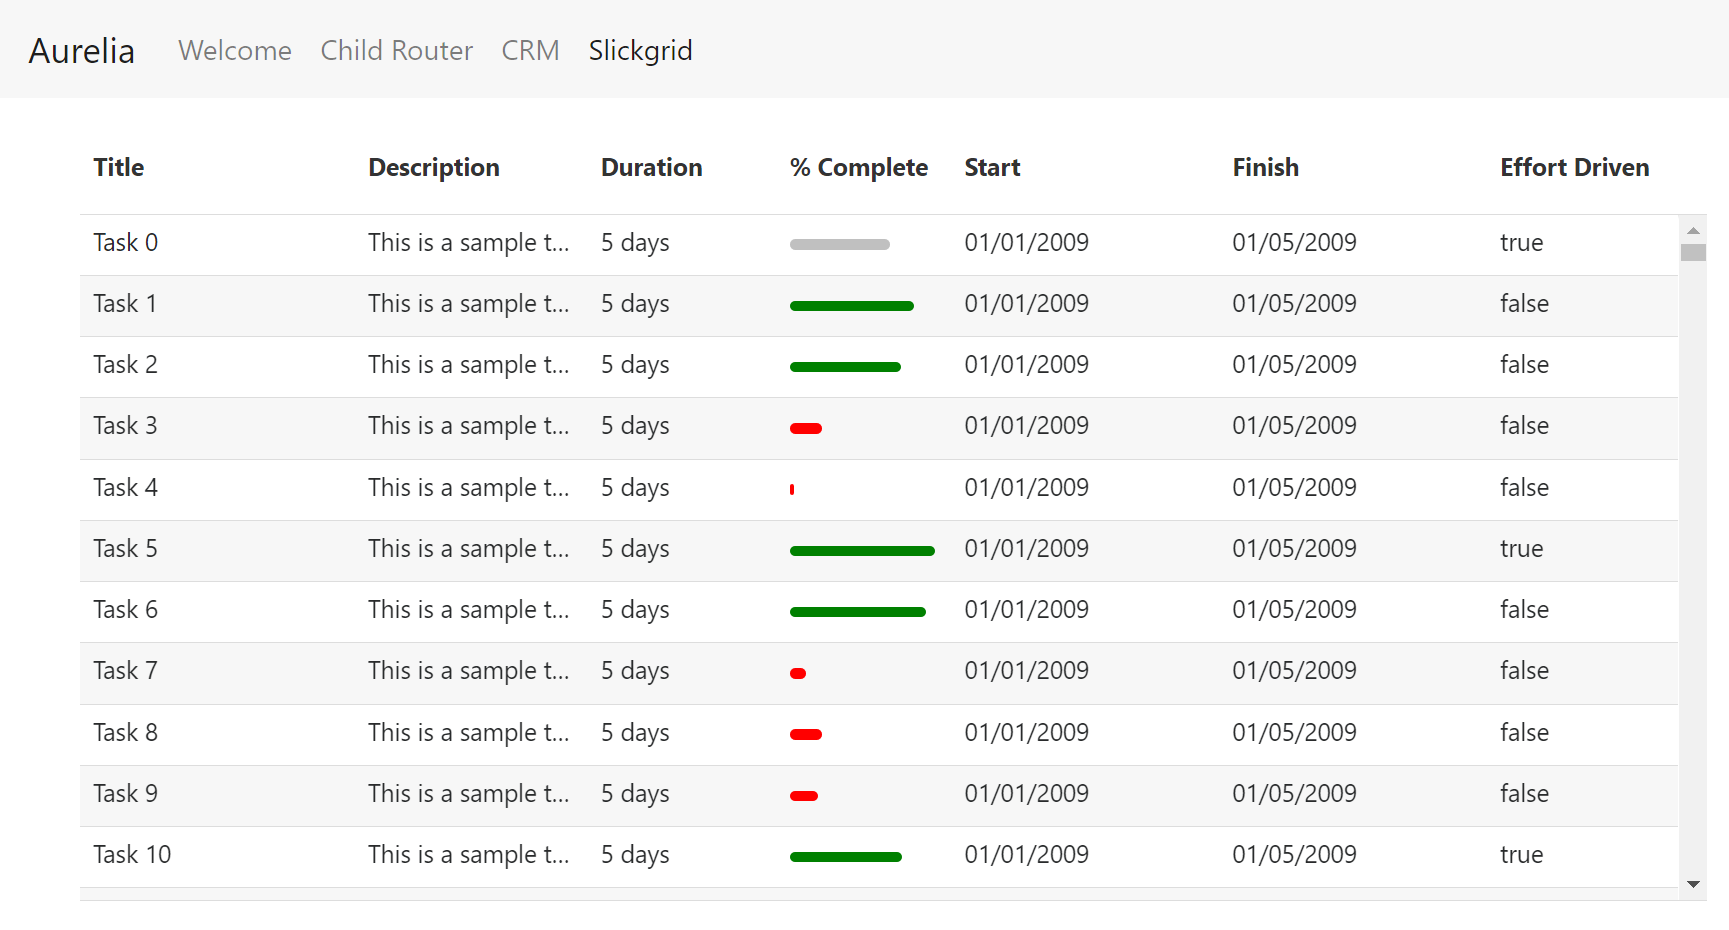 Aurelia Welcome Child Router CRM Slickgrid
Title Description Duration % Complete Start Finish Effort Driven
Task 0 This is a sample t... 5 days 01/01/2009 01/05/2009 true
Task 1 This is a sample t... 5 days 01/01/2009 01/05/2009 false
Task 2 This is a sample t... 5 days 01/01/2009 01/05/2009 false
Task 3 This is a sample t... 5 days 01/01/2009 01/05/2009 false
Task 4 This is a sample t... 5 days 01/01/2009 01/05/2009 false
Task 5 This is a sample t... 5 days 01/01/2009 01/05/2009 true
Task 6 This is a sample t... 5 days 01/01/2009 01/05/2009 false
Task 7 This is a sample t... 5 days 01/01/2009 01/05/2009 false
Task 8 This is a sample t... 5 days 01/01/2009 01/05/2009 false
Task 9 This is a sample t... 5 days 01/01/2009 01/05/2009 false
Task 10 This is a sample t... 5 days 01/01/2009 01/05/2009 true